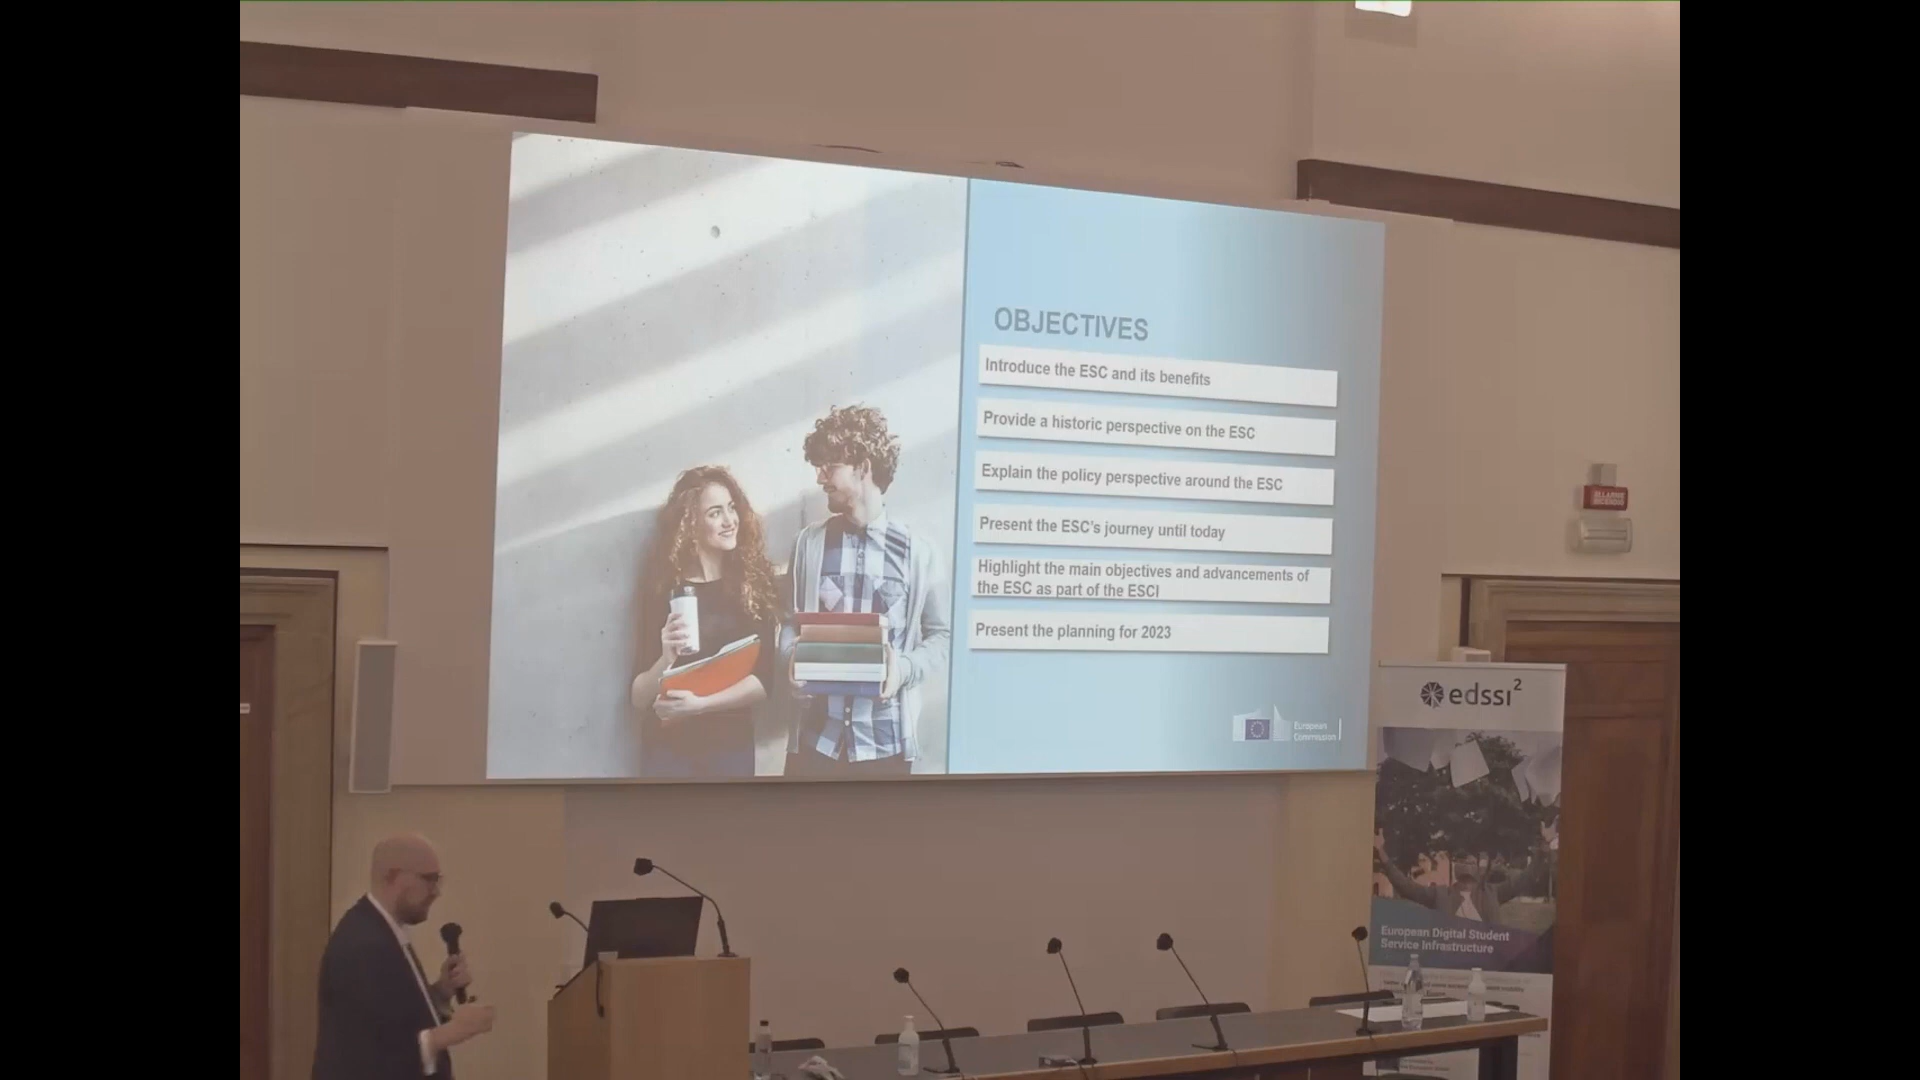 OBJECTIVES
Introduce the ESC and its benefits
Provide a historic perspective on the ESC
Explain the policy perspective around the ESC
Present the ESC's journey until today
Highlight the main objectives and advancements of
the ESC as part of the ESCI
Present the planning for 2023
European
Commission
ALLARME
INCENDIO
edssi²
European Digital Student
Service Infrastructure